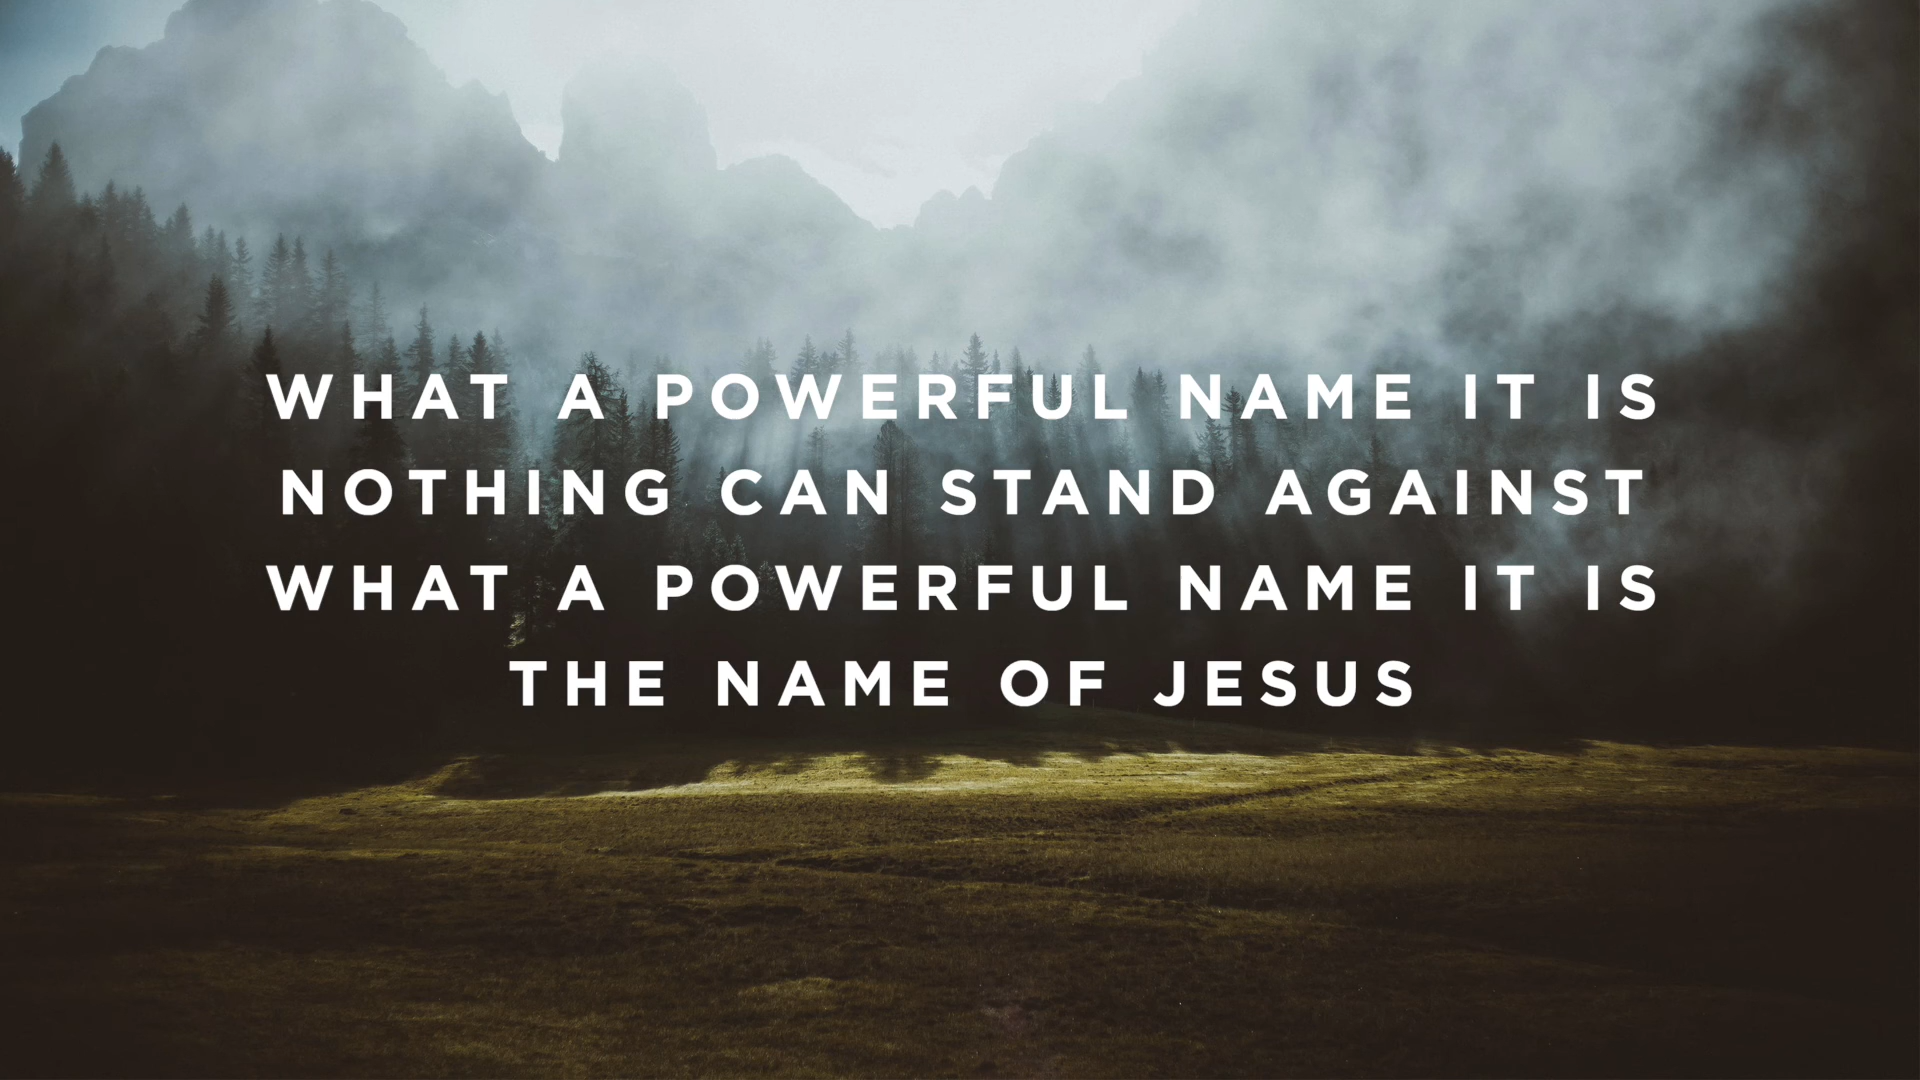 WHAT A POWERFUL NAME IT IS
NOTHING CAN STAND AGAINST
WHAT A POWERFUL NAME IT IS
THE NAME OF JESUS